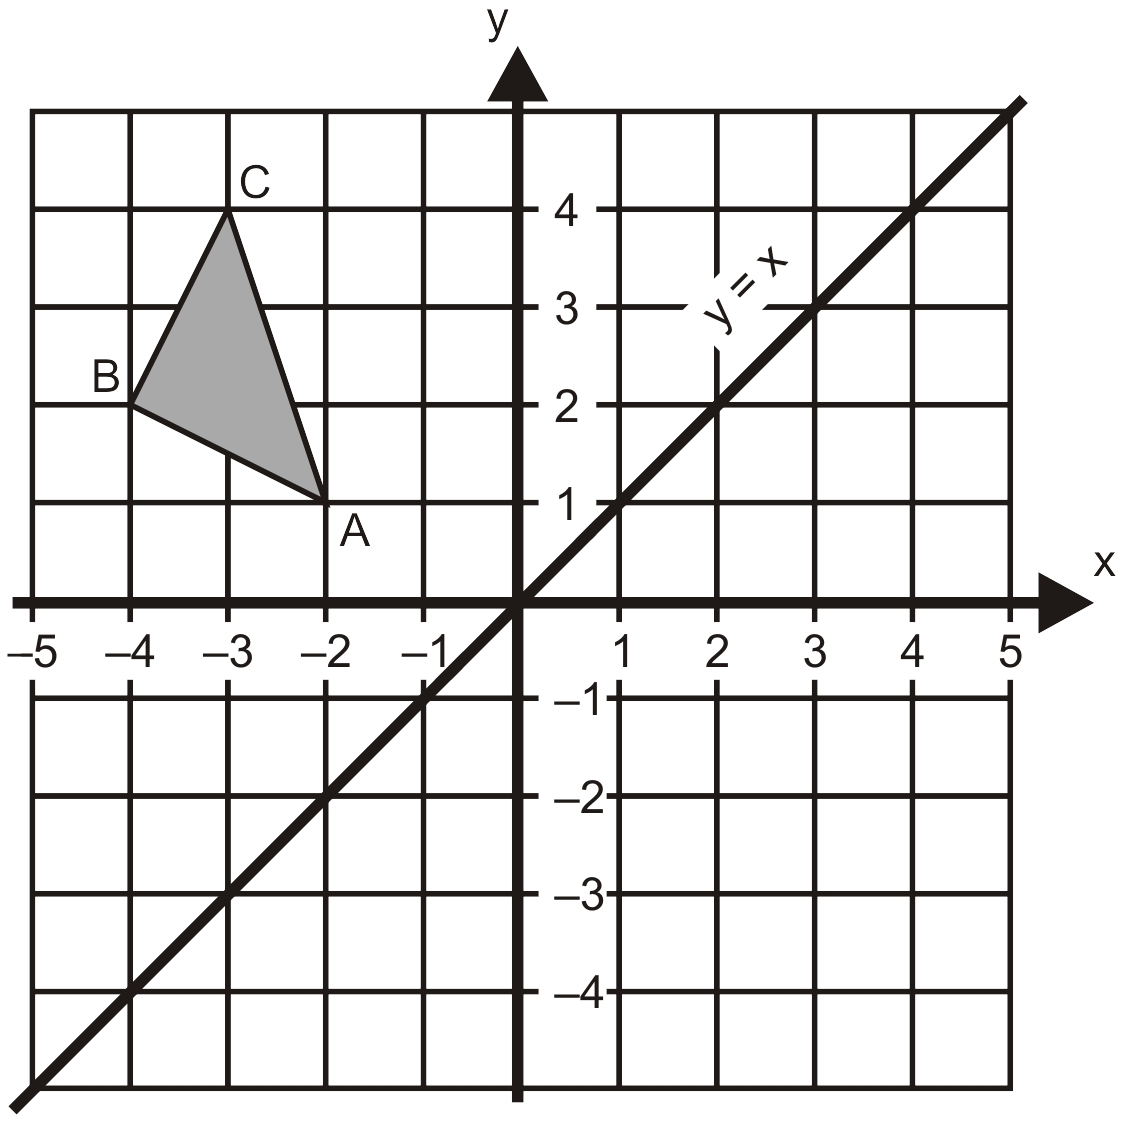 y
C
4
y = x
3
B
2
1
A
x
–5 –4 –3 –2 –1 1 2 3 4 5
–1
–2
–3
–4